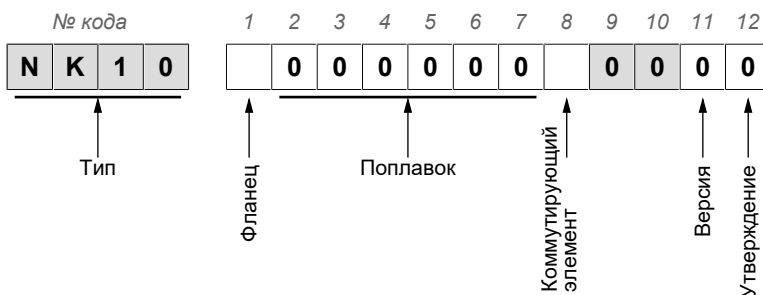 № кода 1 2 3 4 5 6 7 8 9 10 11 12
N K 1 0 0 0 0 0 0 0 0 0 0 0
Тип
Фланец
Поплавок
Коммутирующий
элемент
Версия
Утверждение